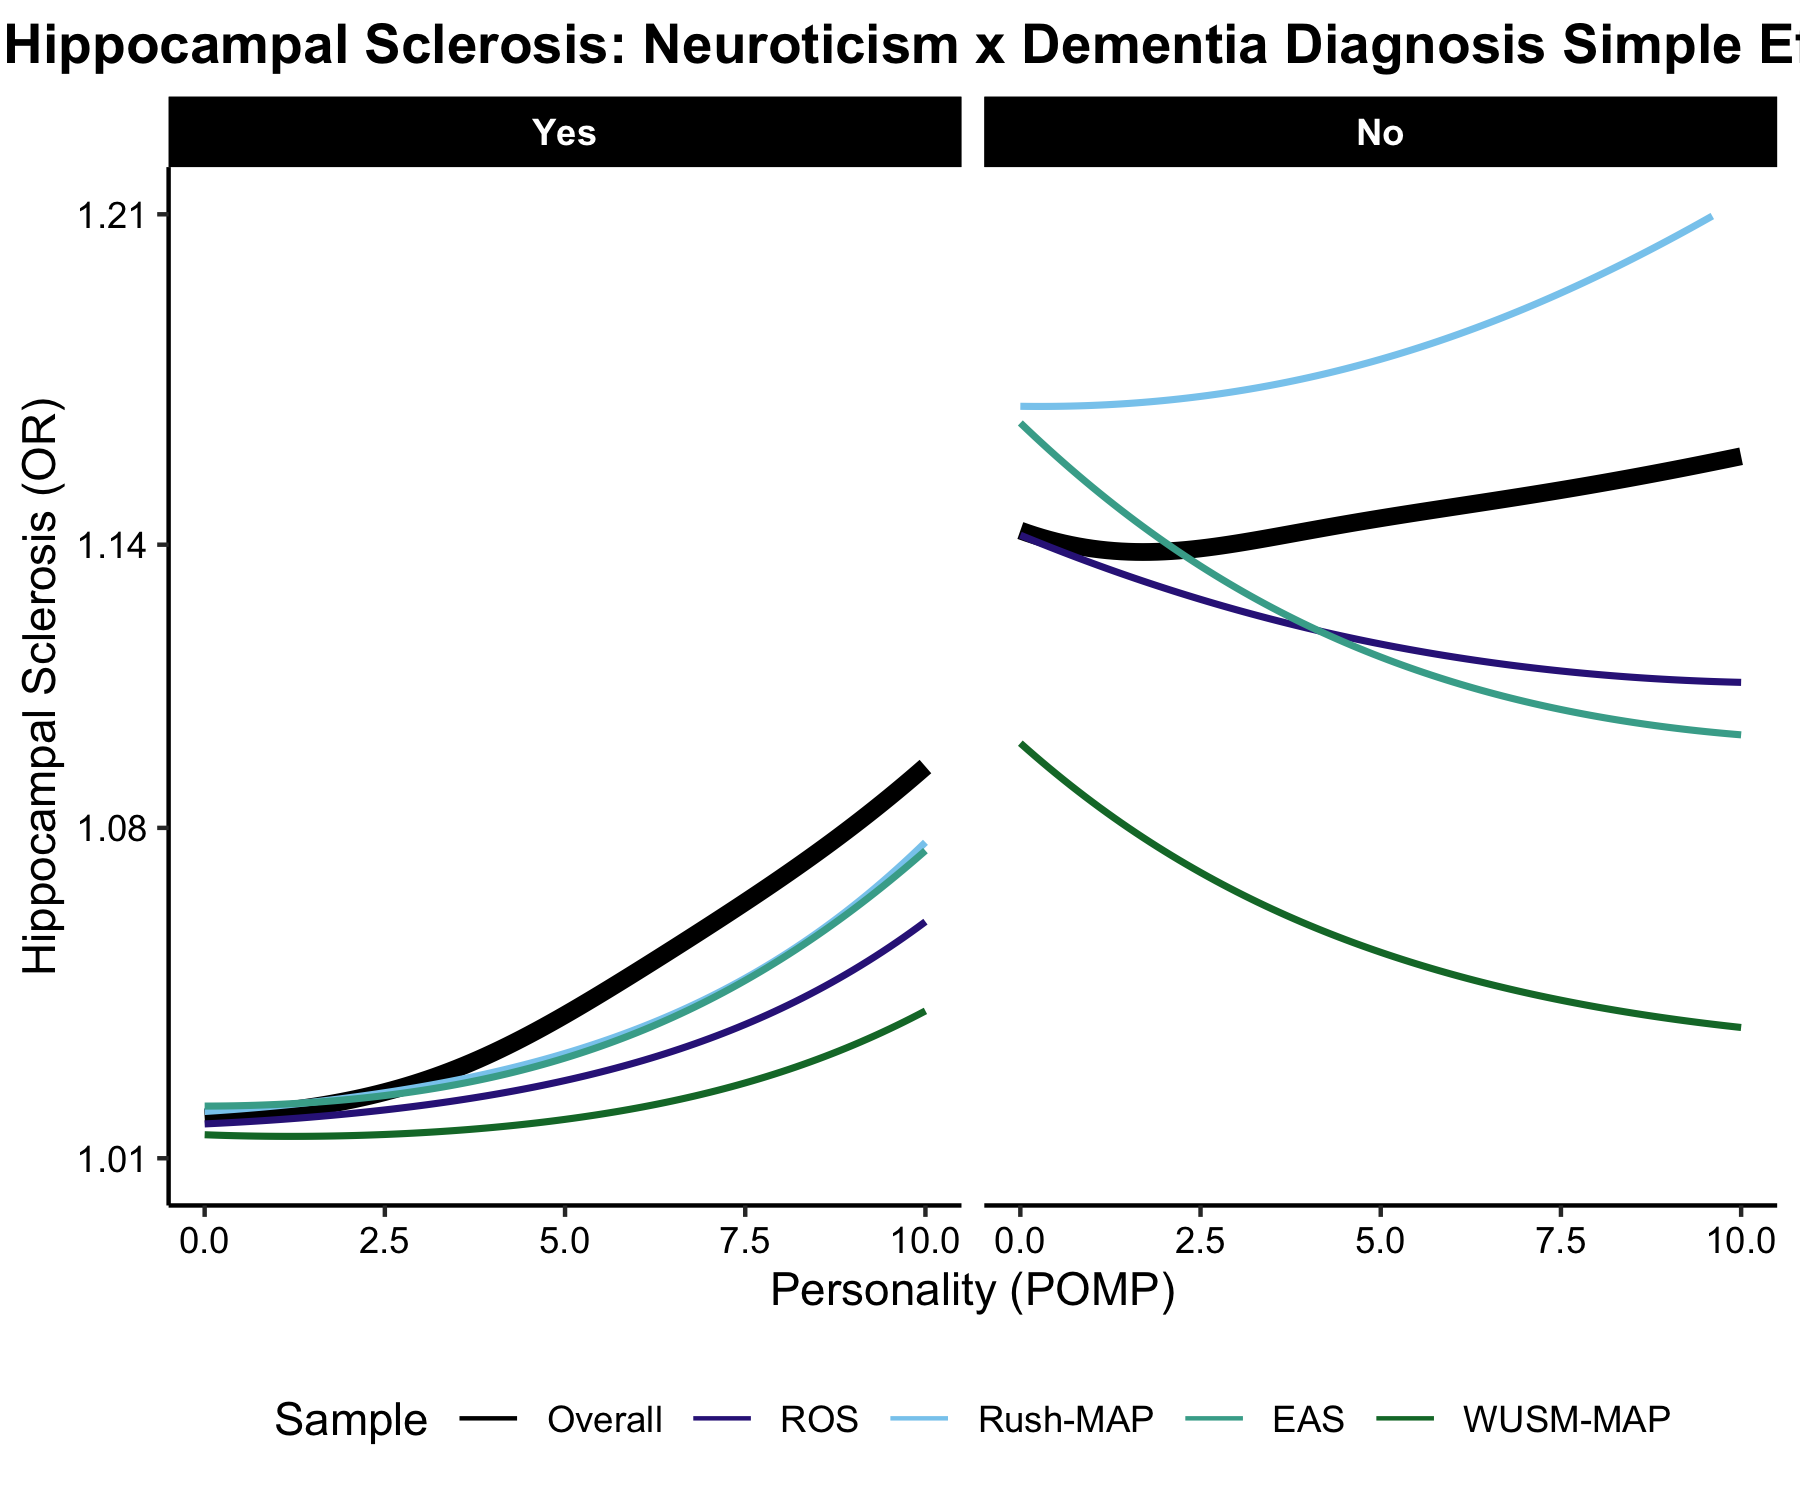 Hippocampal Sclerosis: Neuroticism x Dementia Diagnosis Simple
Yes
No
Hippocampal Sclerosis (OR)
1.21
1.14
1.08
1.01
0.0 2.5 5.0 7.5 10.0 0.0 2.5 5.0 7.5 10.0
Personality (POMP)
Sample Overall ROS Rush-MAP EAS WUSM-MAP